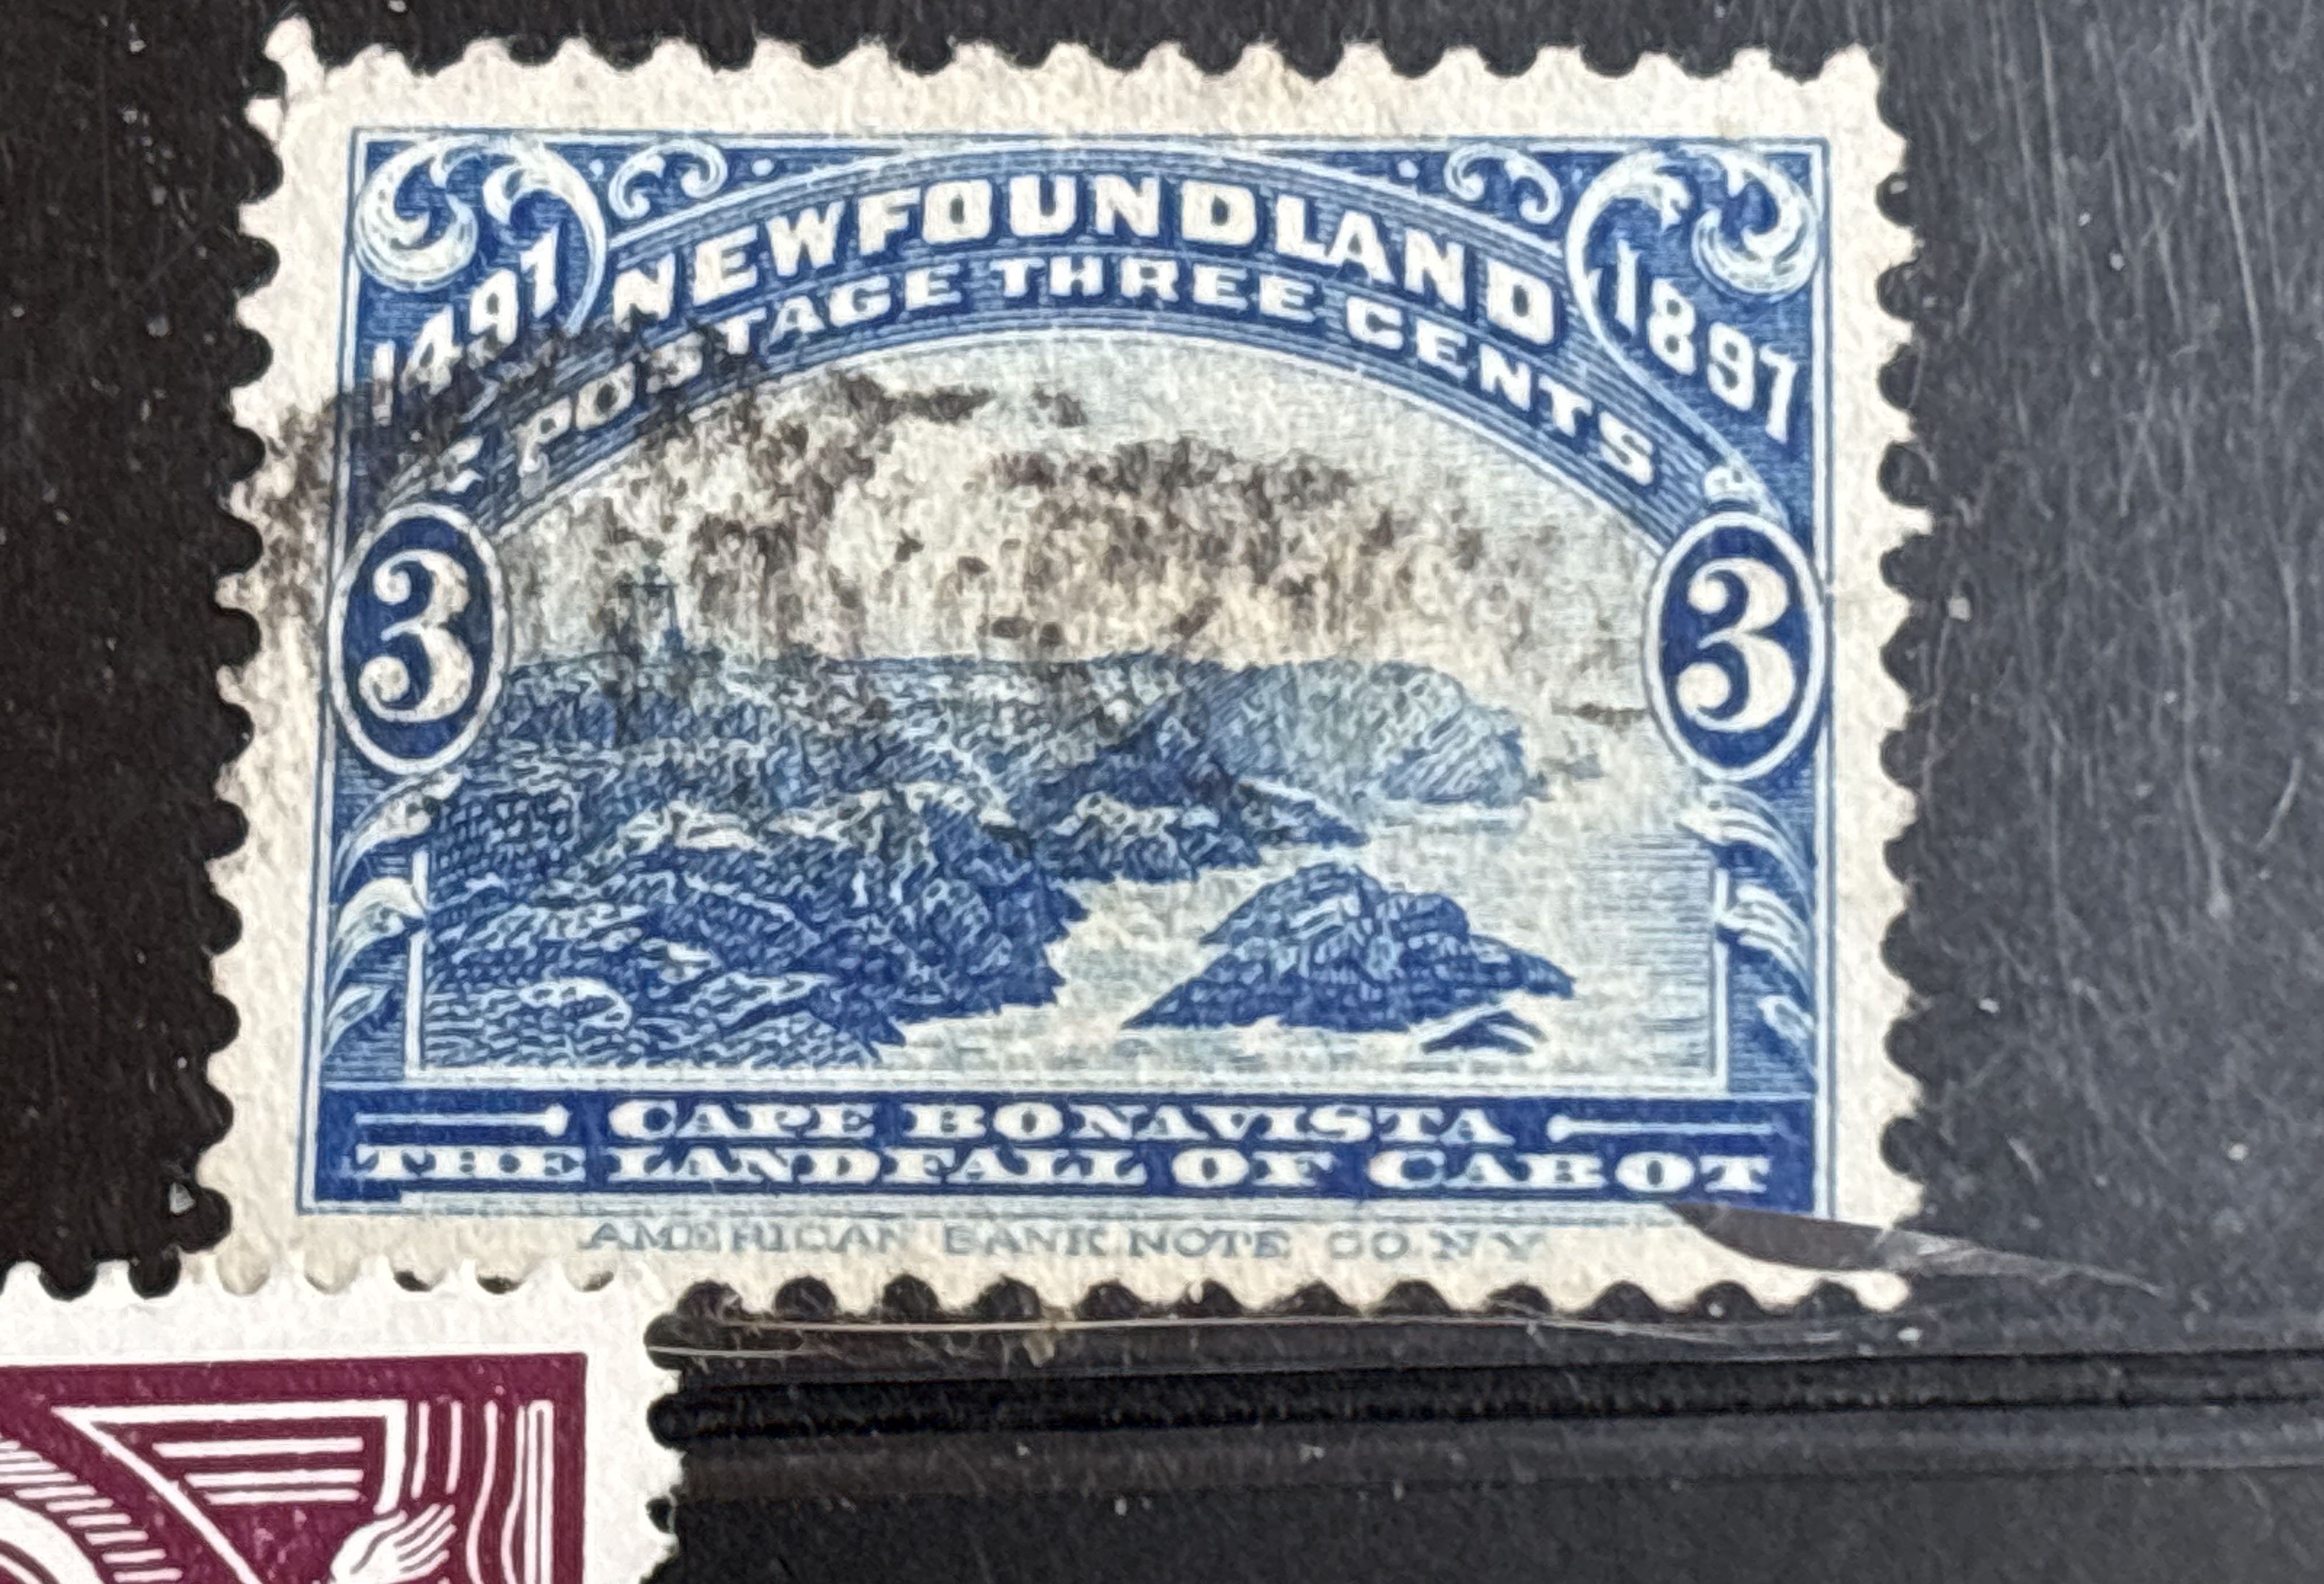 NEWFOUNDLAND
1497
1897
POSTAGE THREE CENTS
3
3
CAPE BONAVISTA
THE LANDFALL OF CABOT
AMERICAN BANK NOTE CO. N.Y.